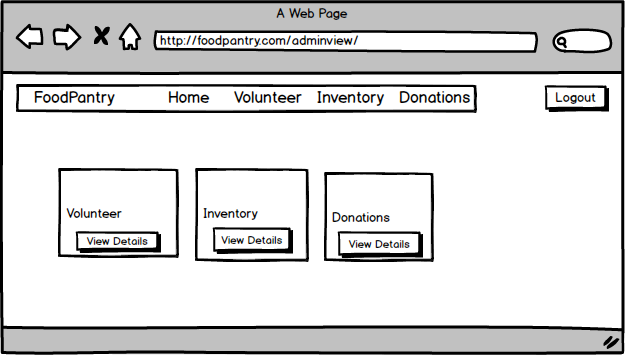 A Web Page
http://foodpantry.com/adminview/
FoodPantry Home Volunteer Inventory Donations
Logout
Volunteer
View Details
Inventory
View Details
Donations
View Details